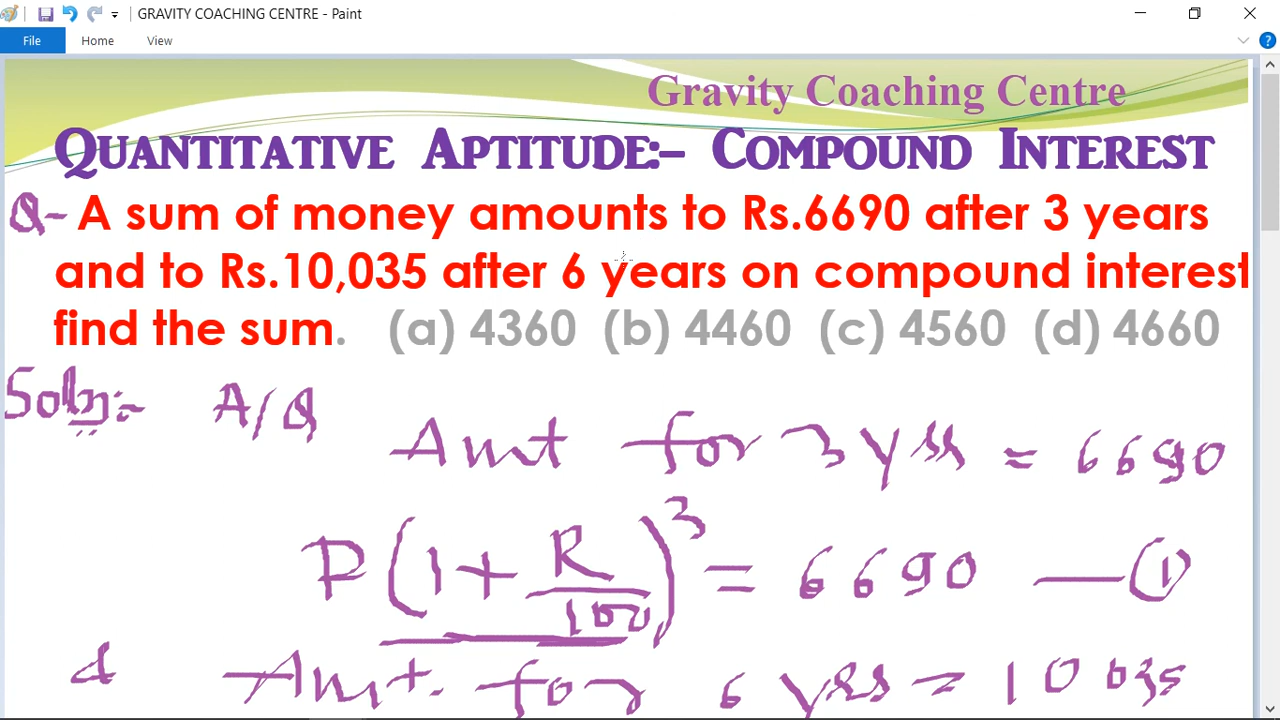 GRAVITY COACHING CENTRE - Paint
File Home View
Gravity Coaching Centre
QUANTITATIVE APTITUDE:- COMPOUND INTEREST
Q- A sum of money amounts to Rs.6690 after 3 years
and to Rs.10,035 after 6 years on compound interest
find the sum. (a) 4360 (b) 4460 (c) 4560 (d) 4660
Soln:- A/Q
Amt for 3 yrs = 6690
P(1+R/100)³ = 6690 —(1)
& Amt. for 6 yrs = 10035